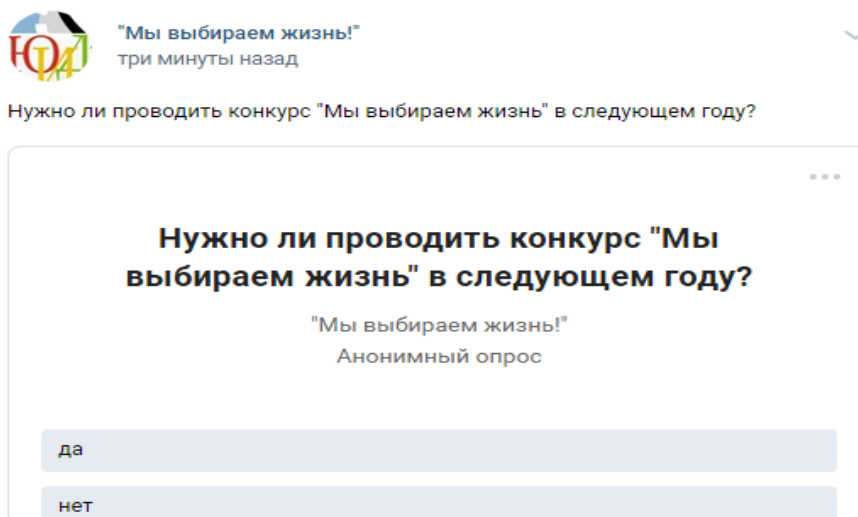 "Мы выбираем жизнь!"
три минуты назад
Нужно ли проводить конкурс "Мы выбираем жизнь" в следующем году?
Нужно ли проводить конкурс "Мы
выбираем жизнь" в следующем году?
"Мы выбираем жизнь!"
Анонимный опрос
да
нет